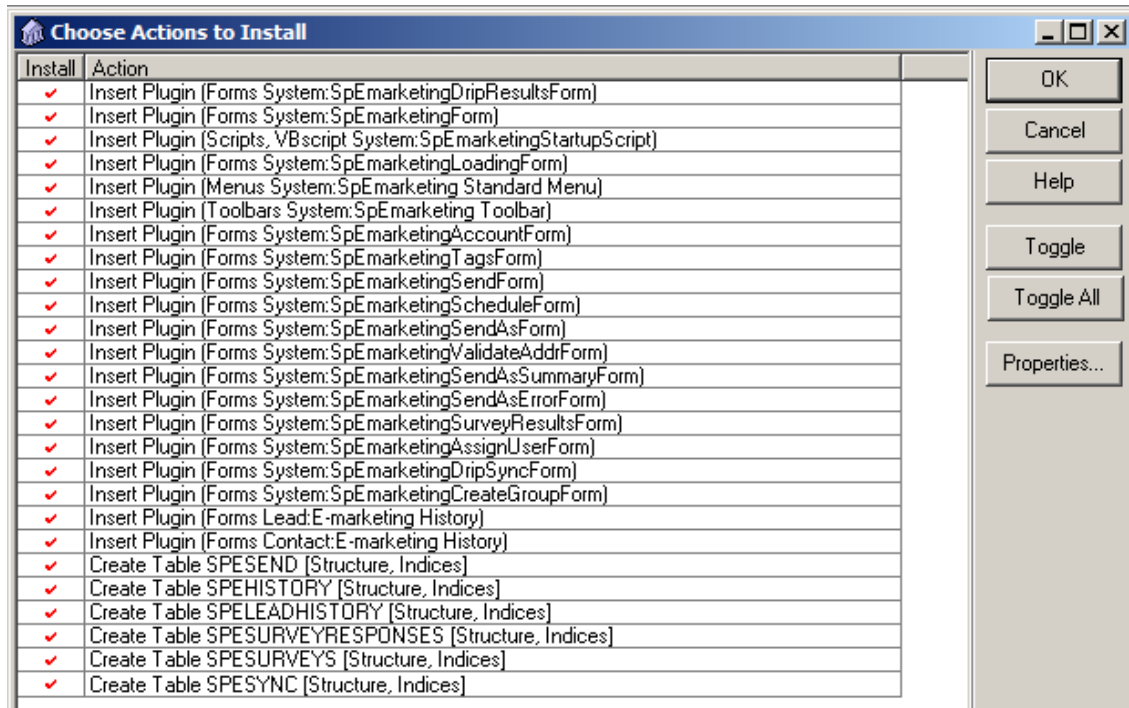 Choose Actions to Install
Install Action
Insert Plugin (Forms System:SpEmarketingDripResultsForm)
Insert Plugin (Forms System:SpEmarketingForm)
Insert Plugin (Scripts, VBscript System:SpEmarketingStartupScript)
Insert Plugin (Forms System:SpEmarketingLoadingForm)
Insert Plugin (Menus System:SpEmarketing Standard Menu)
Insert Plugin (Toolbars System:SpEmarketing Toolbar)
Insert Plugin (Forms System:SpEmarketingAccountForm)
Insert Plugin (Forms System:SpEmarketingTagsForm)
Insert Plugin (Forms System:SpEmarketingSendForm)
Insert Plugin (Forms System:SpEmarketingScheduleForm)
Insert Plugin (Forms System:SpEmarketingSendAsForm)
Insert Plugin (Forms System:SpEmarketingValidateAddrForm)
Insert Plugin (Forms System:SpEmarketingSendAsSummaryForm)
Insert Plugin (Forms System:SpEmarketingSendAsErrorForm)
Insert Plugin (Forms System:SpEmarketingSurveyResultsForm)
Insert Plugin (Forms System:SpEmarketingAssignUserForm)
Insert Plugin (Forms System:SpEmarketingDripSyncForm)
Insert Plugin (Forms System:SpEmarketingCreateGroupForm)
Insert Plugin (Forms Lead:E-marketing History)
Insert Plugin (Forms Contact:E-marketing History)
Create Table SPESEND [Structure, Indices]
Create Table SPEHISTORY [Structure, Indices]
Create Table SPELEADHISTORY [Structure, Indices]
Create Table SPESURVEYRESPONSES [Structure, Indices]
Create Table SPESURVEYS [Structure, Indices]
Create Table SPESYNC [Structure, Indices]
OK
Cancel
Help
Toggle
Toggle All
Properties...